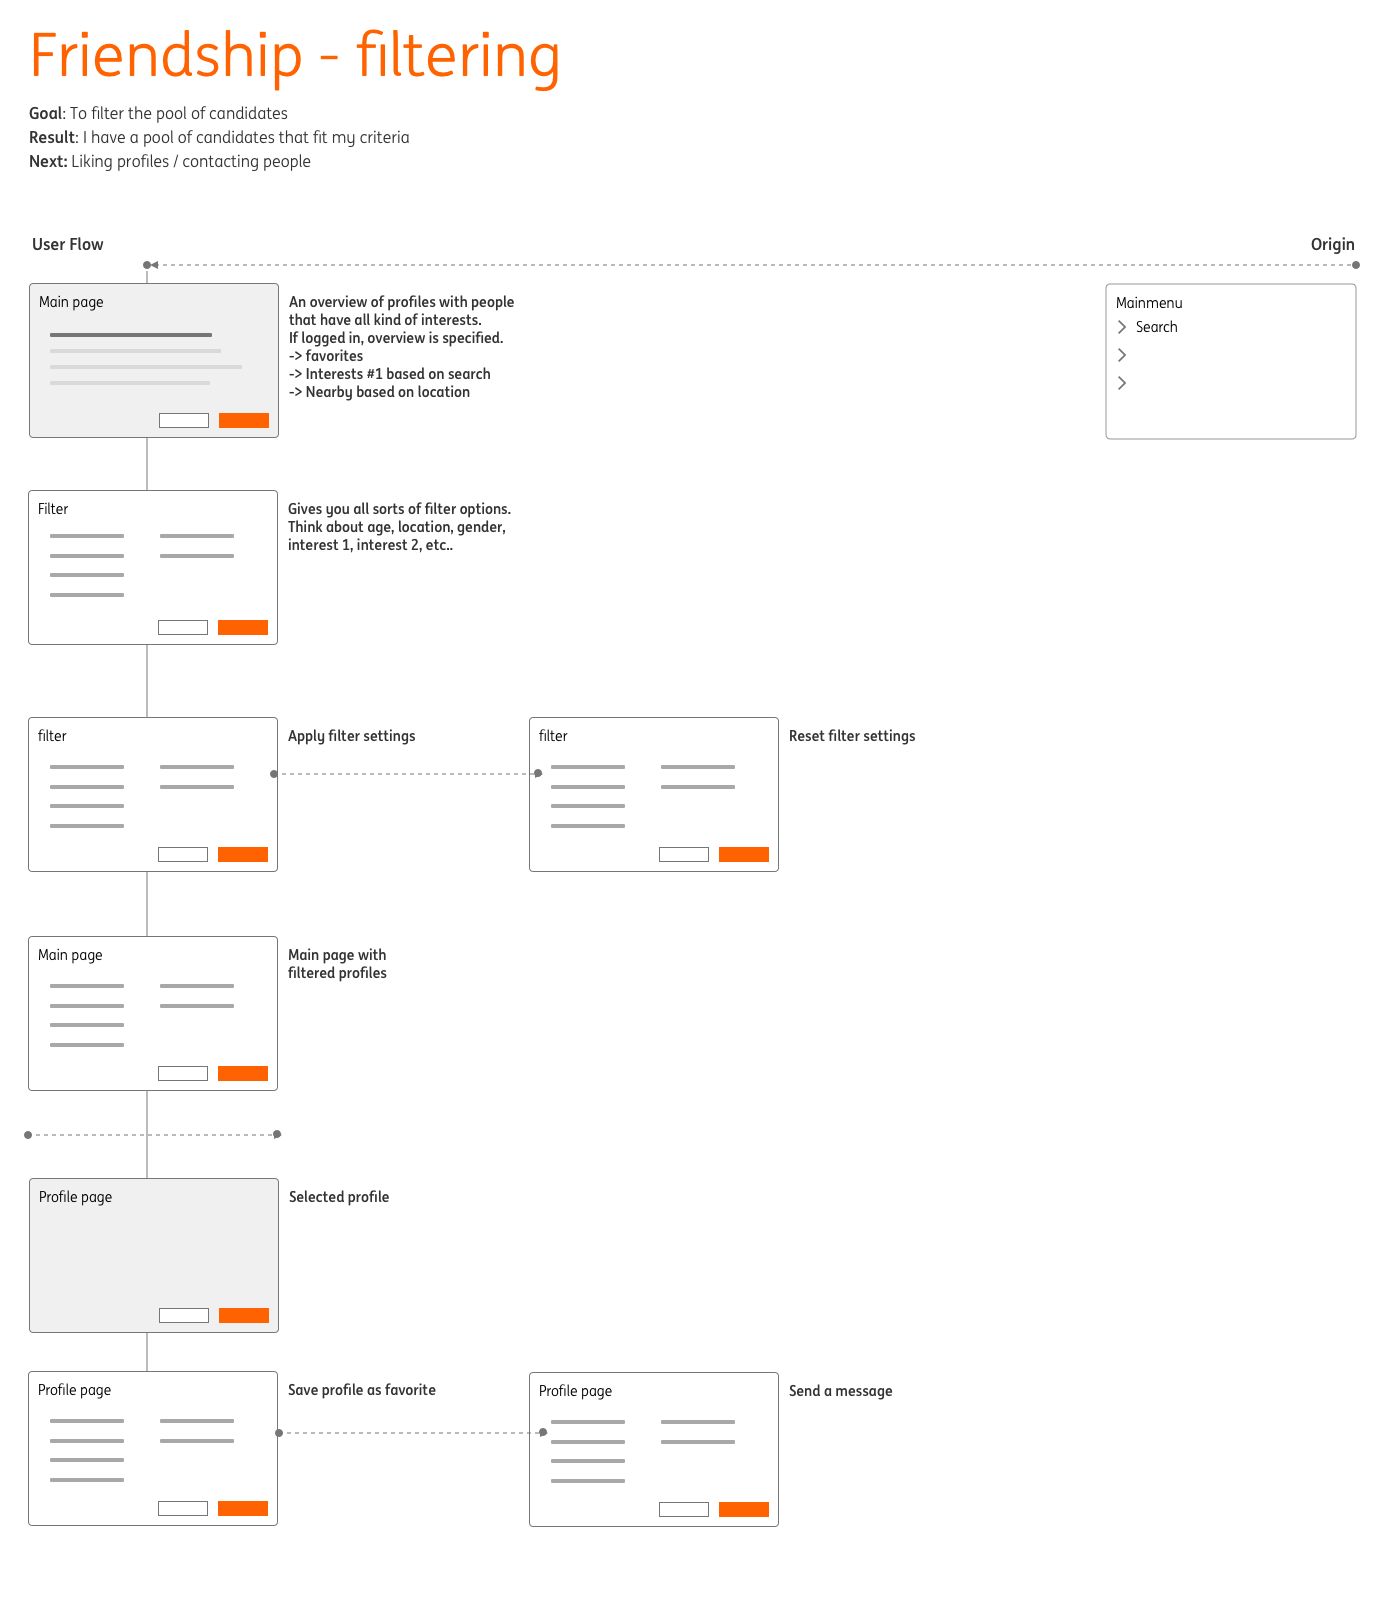 Friendship - filtering
Goal: To filter the pool of candidates
Result: I have a pool of candidates that fit my criteria
Next: Liking profiles / contacting people
User Flow
Origin
Main page
An overview of profiles with people
that have all kind of interests.
If logged in, overview is specified.
-> favorites
-> Interests #1 based on search
-> Nearby based on location
Mainmenu
Search
Filter
Gives you all sorts of filter options.
Think about age, location, gender,
interest 1, interest 2, etc..
filter
Apply filter settings
filter
Reset filter settings
Main page
Main page with
filtered profiles
Profile page
Selected profile
Profile page
Save profile as favorite
Profile page
Send a message